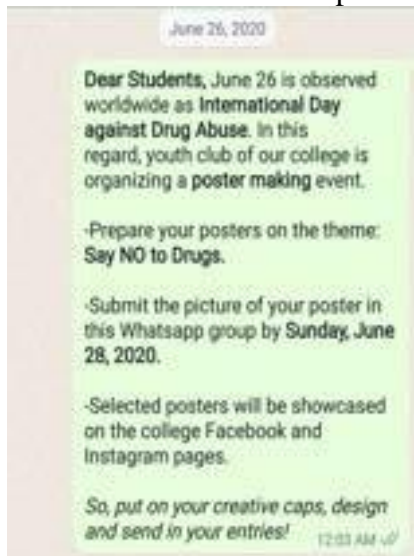 June 26, 2020
Dear Students, June 26 is observed
worldwide as International Day
against Drug Abuse. In this
regard, youth club of our college is
organizing a poster making event.
-Prepare your posters on the theme:
Say NO to Drugs.
-Submit the picture of your poster in
this Whatsapp group by Sunday, June
28, 2020.
-Selected posters will be showcased
on the college Facebook and
Instagram pages.
So, put on your creative caps, design
and send in your entries!
12:03 AM